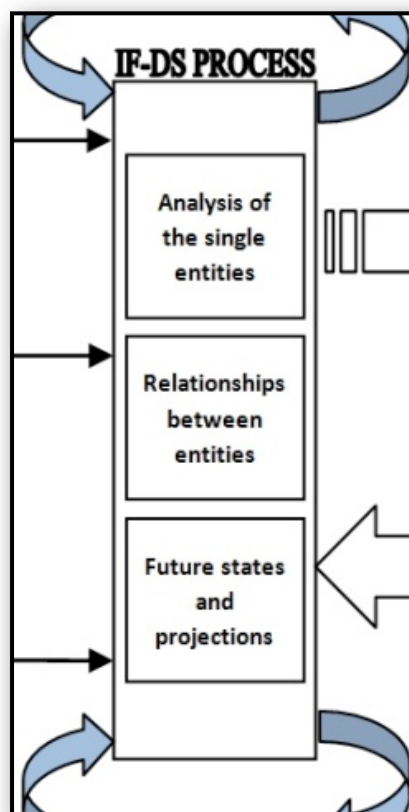 IF-DS PROCESS
Analysis of
the single
entities
Relationships
between
entities
Future states
and
projections